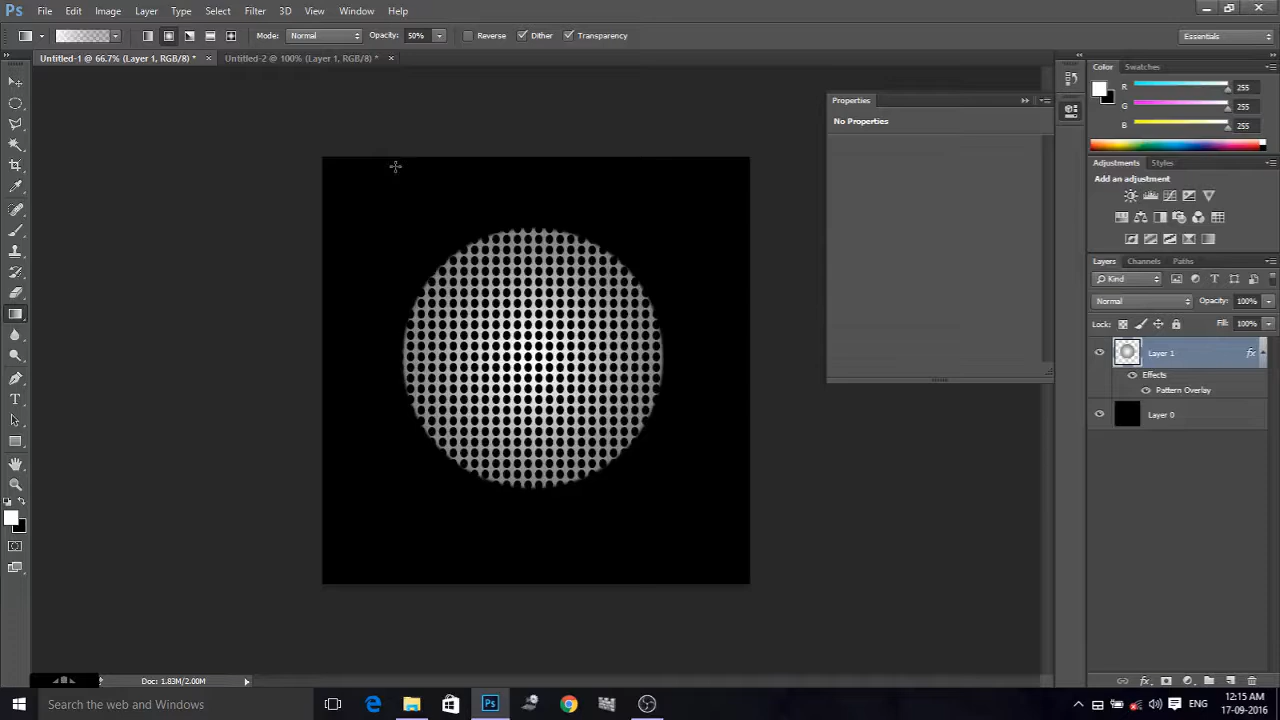 Ps File Edit Image Layer Type Select Filter 3D View Window Help
Mode: Normal Opacity: 50% Reverse Dither Transparency Essentials
Untitled-1 @ 66.7% (Layer 1, RGB/8) * × Untitled-2 @ 100% (Layer 1, RGB/8) * ×
Color Swatches
R 255
G 255
B 255
Properties
No Properties
Adjustments Styles
Add an adjustment
Layers Channels Paths
Kind
Normal Opacity: 100%
Lock: Fill: 100%
Layer 1 fx
Effects
Pattern Overlay
Layer 0
Doc: 1.83M/2.00M
Search the web and Windows
Ps
ENG
12:15 AM
17-09-2016